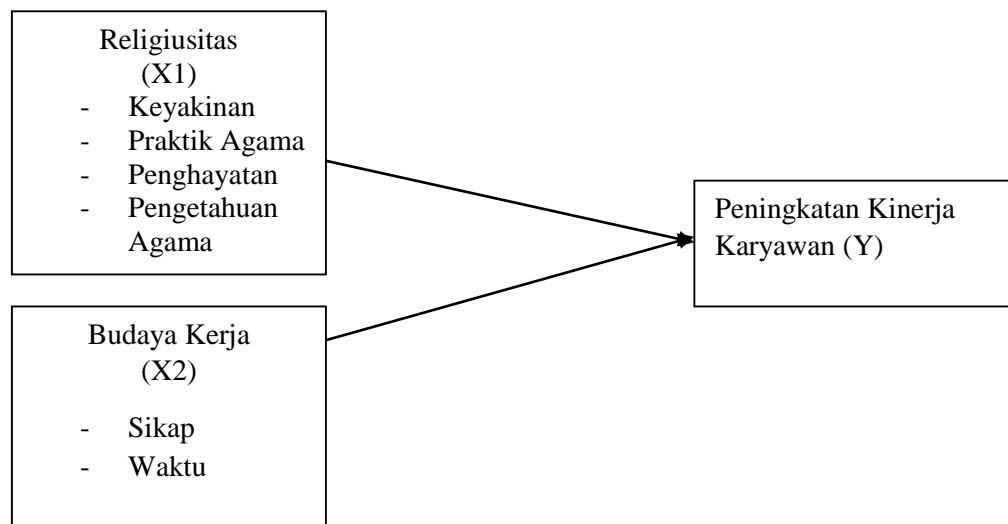 Religiusitas
(X1)
- Keyakinan
- Praktik Agama
- Penghayatan
- Pengetahuan
Agama
Peningkatan Kinerja
Karyawan (Y)
Budaya Kerja
(X2)
- Sikap
- Waktu